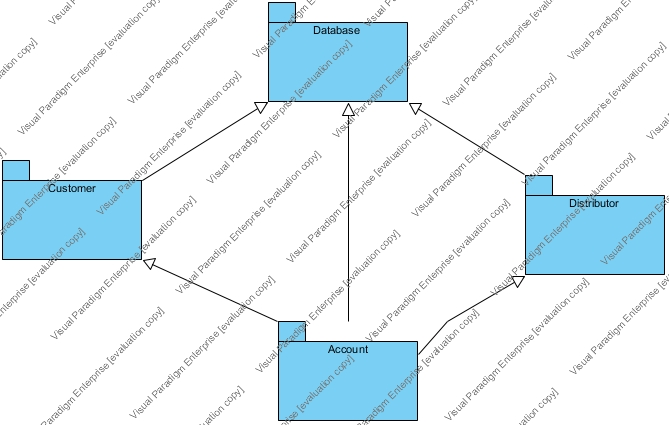 Database
Customer
Distributor
Account
Visual Paradigm Enterprise [evaluation copy]